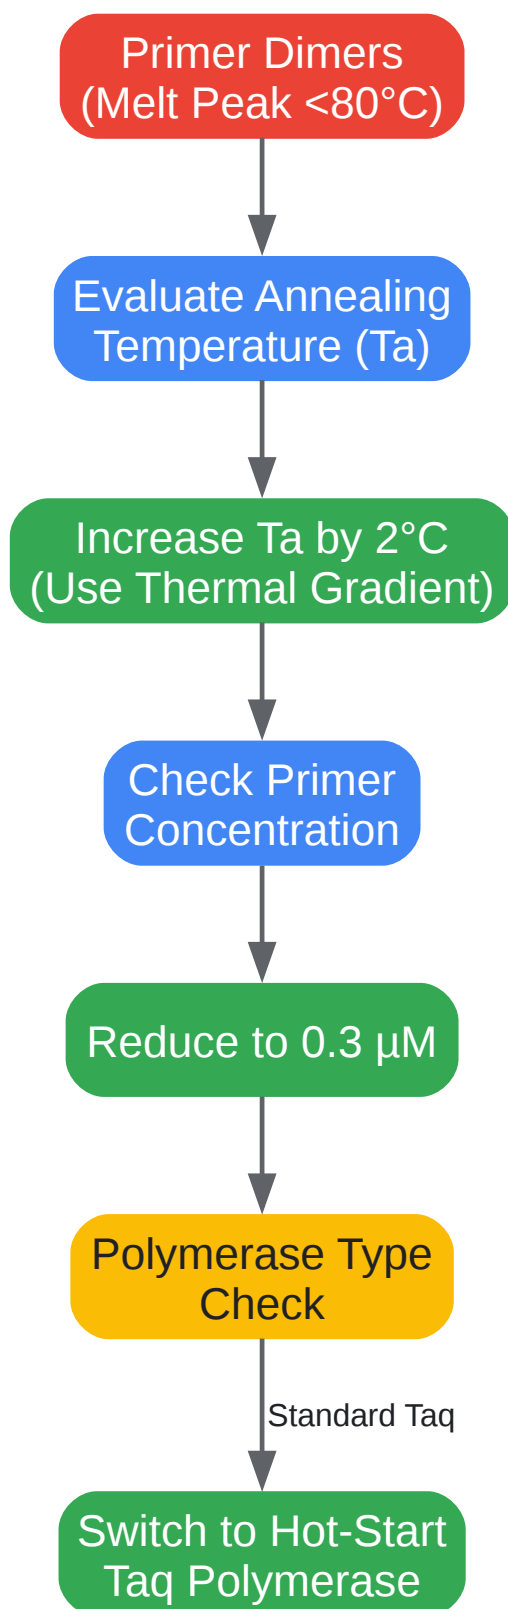 Primer Dimers
(Melt Peak <80°C)
Evaluate Annealing
Temperature (Ta)
Increase Ta by 2°C
(Use Thermal Gradient)
Check Primer
Concentration
Reduce to 0.3 µM
Polymerase Type
Check
Standard Taq
Switch to Hot-Start
Taq Polymerase